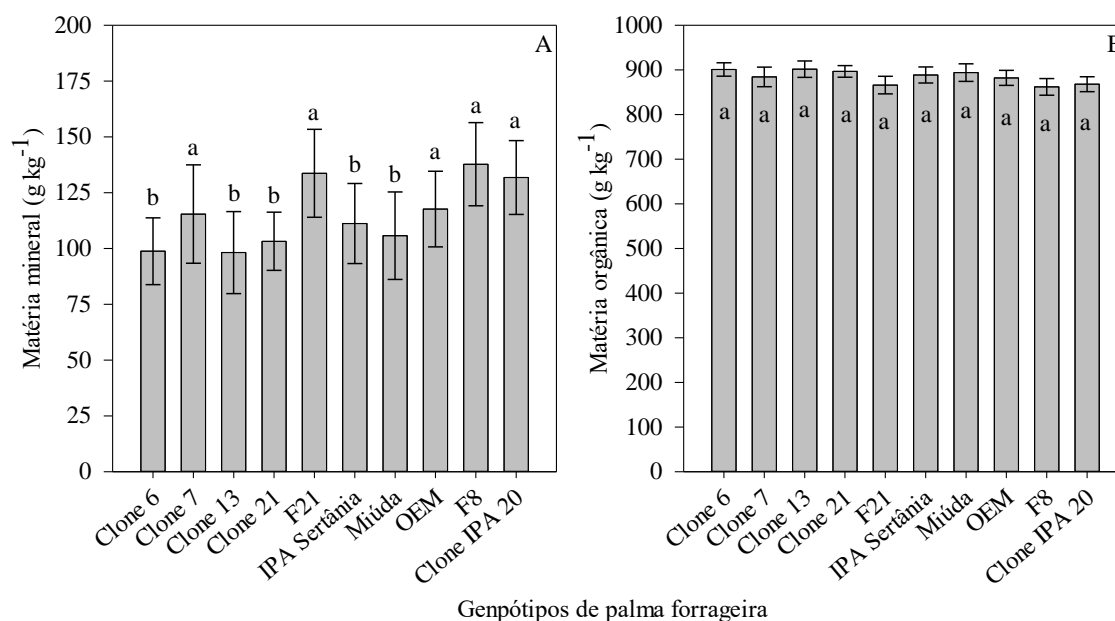 A
Matéria mineral (g kg⁻¹)
200
175
150
125
100
75
50
25
0
b
a
b
b
a
b
b
a
a
a
Clone 6
Clone 7
Clone 13
Clone 21
F21
IPA Sertânia
Miúda
OEM
F8
Clone IPA 20
Matéria orgânica (g kg⁻¹)
1000
900
800
700
600
500
400
300
200
100
0
a
a
a
a
a
a
a
a
a
a
Clone 6
Clone 7
Clone 13
Clone 21
F21
IPA Sertânia
Miúda
OEM
F8
Clone IPA 20
Genpótipos de palma forrageira